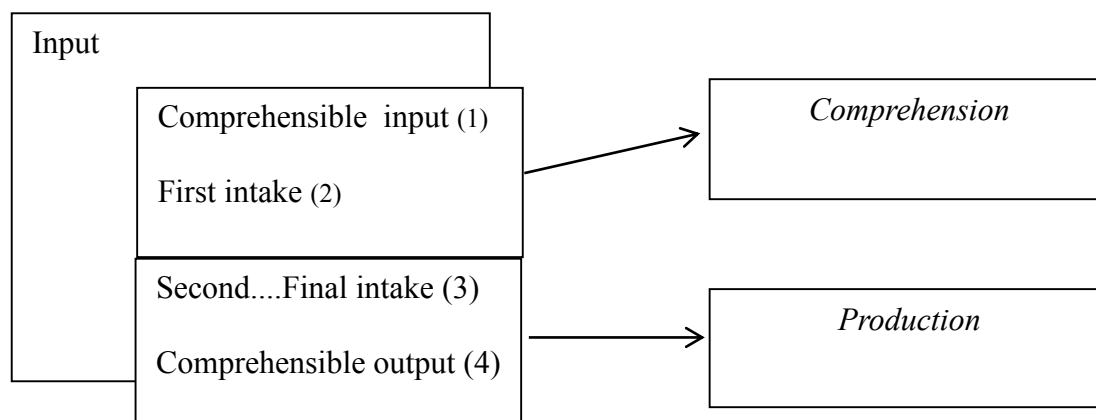 Input
Comprehensible input (1)
Comprehension
First intake (2)
Second....Final intake (3)
Production
Comprehensible output (4)